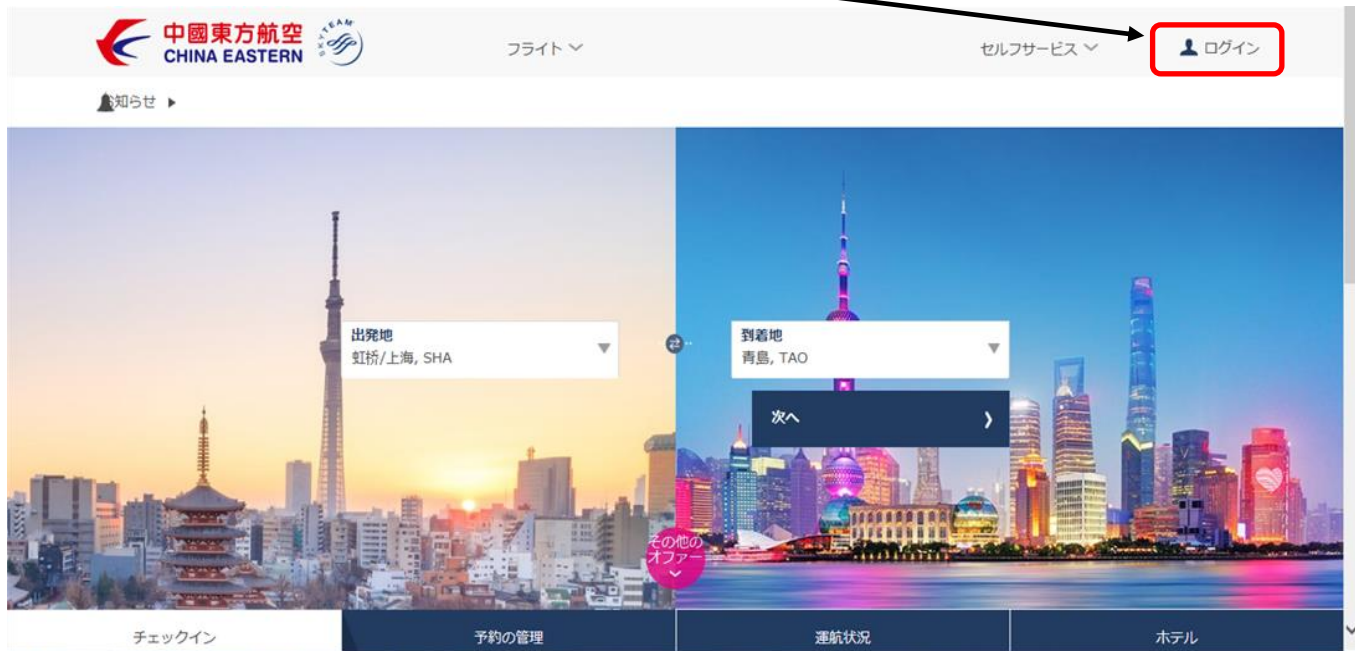 中國東方航空
CHINA EASTERN
SKYTEAM
フライト
セルフサービス
ログイン
お知らせ
出発地
虹桥/上海, SHA
到着地
青島, TAO
次へ
その他の
オファー
チェックイン
予約の管理
運航状況
ホテル